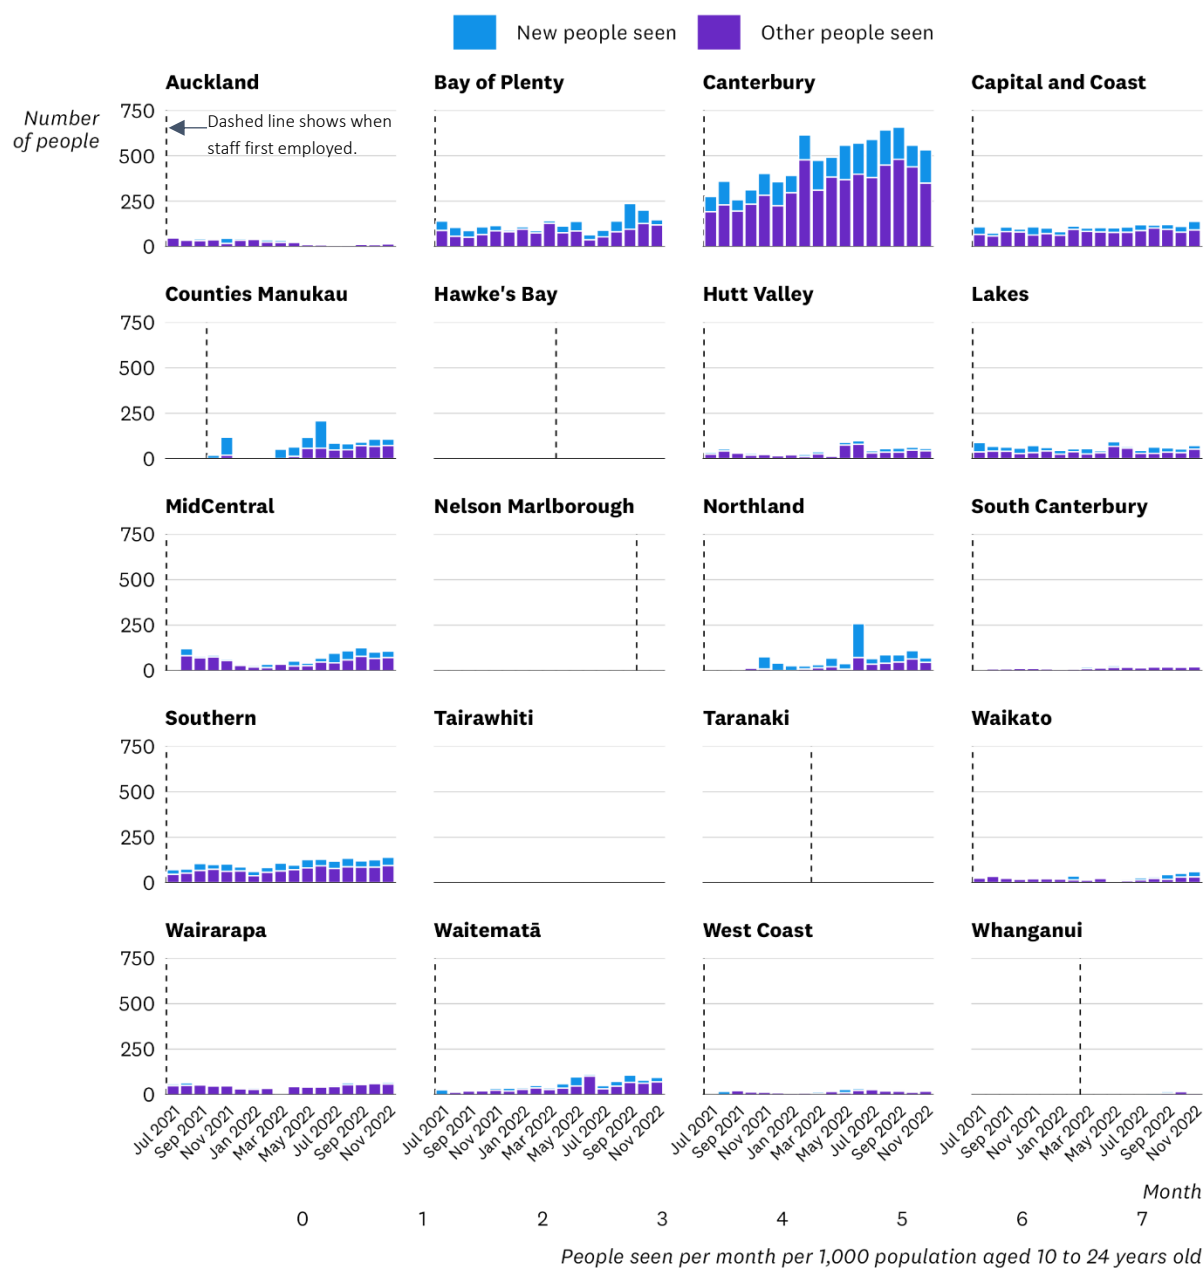 New people seen Other people seen
Auckland Bay of Plenty Canterbury Capital and Coast
Number
of people
750
500
250
0
Dashed line shows when
staff first employed.
Counties Manukau Hawke's Bay Hutt Valley Lakes
750
500
250
0
MidCentral Nelson Marlborough Northland South Canterbury
750
500
250
0
Southern Tairawhiti Taranaki Waikato
750
500
250
0
Wairarapa Waitematā West Coast Whanganui
750
500
250
0
Jul 2021 Sep 2021 Nov 2021 Jan 2022 Mar 2022 May 2022 Jul 2022 Sep 2022 Nov 2022 Jul 2021 Sep 2021 Nov 2021 Jan 2022 Mar 2022 May 2022 Jul 2022 Sep 2022 Nov 2022 Jul 2021 Sep 2021 Nov 2021 Jan 2022 Mar 2022 May 2022 Jul 2022 Sep 2022 Nov 2022 Jul 2021 Sep 2021 Nov 2021 Jan 2022 Mar 2022 May 2022 Jul 2022 Sep 2022 Nov 2022
Month
0 1 2 3 4 5 6 7
People seen per month per 1,000 population aged 10 to 24 years old